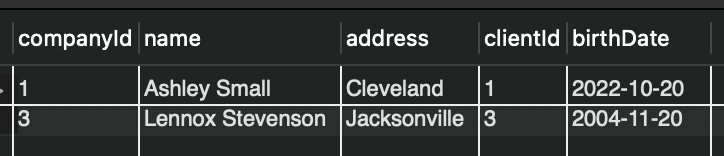 companyId name address clientId birthDate
1 Ashley Small Cleveland 1 2022-10-20
3 Lennox Stevenson Jacksonville 3 2004-11-20